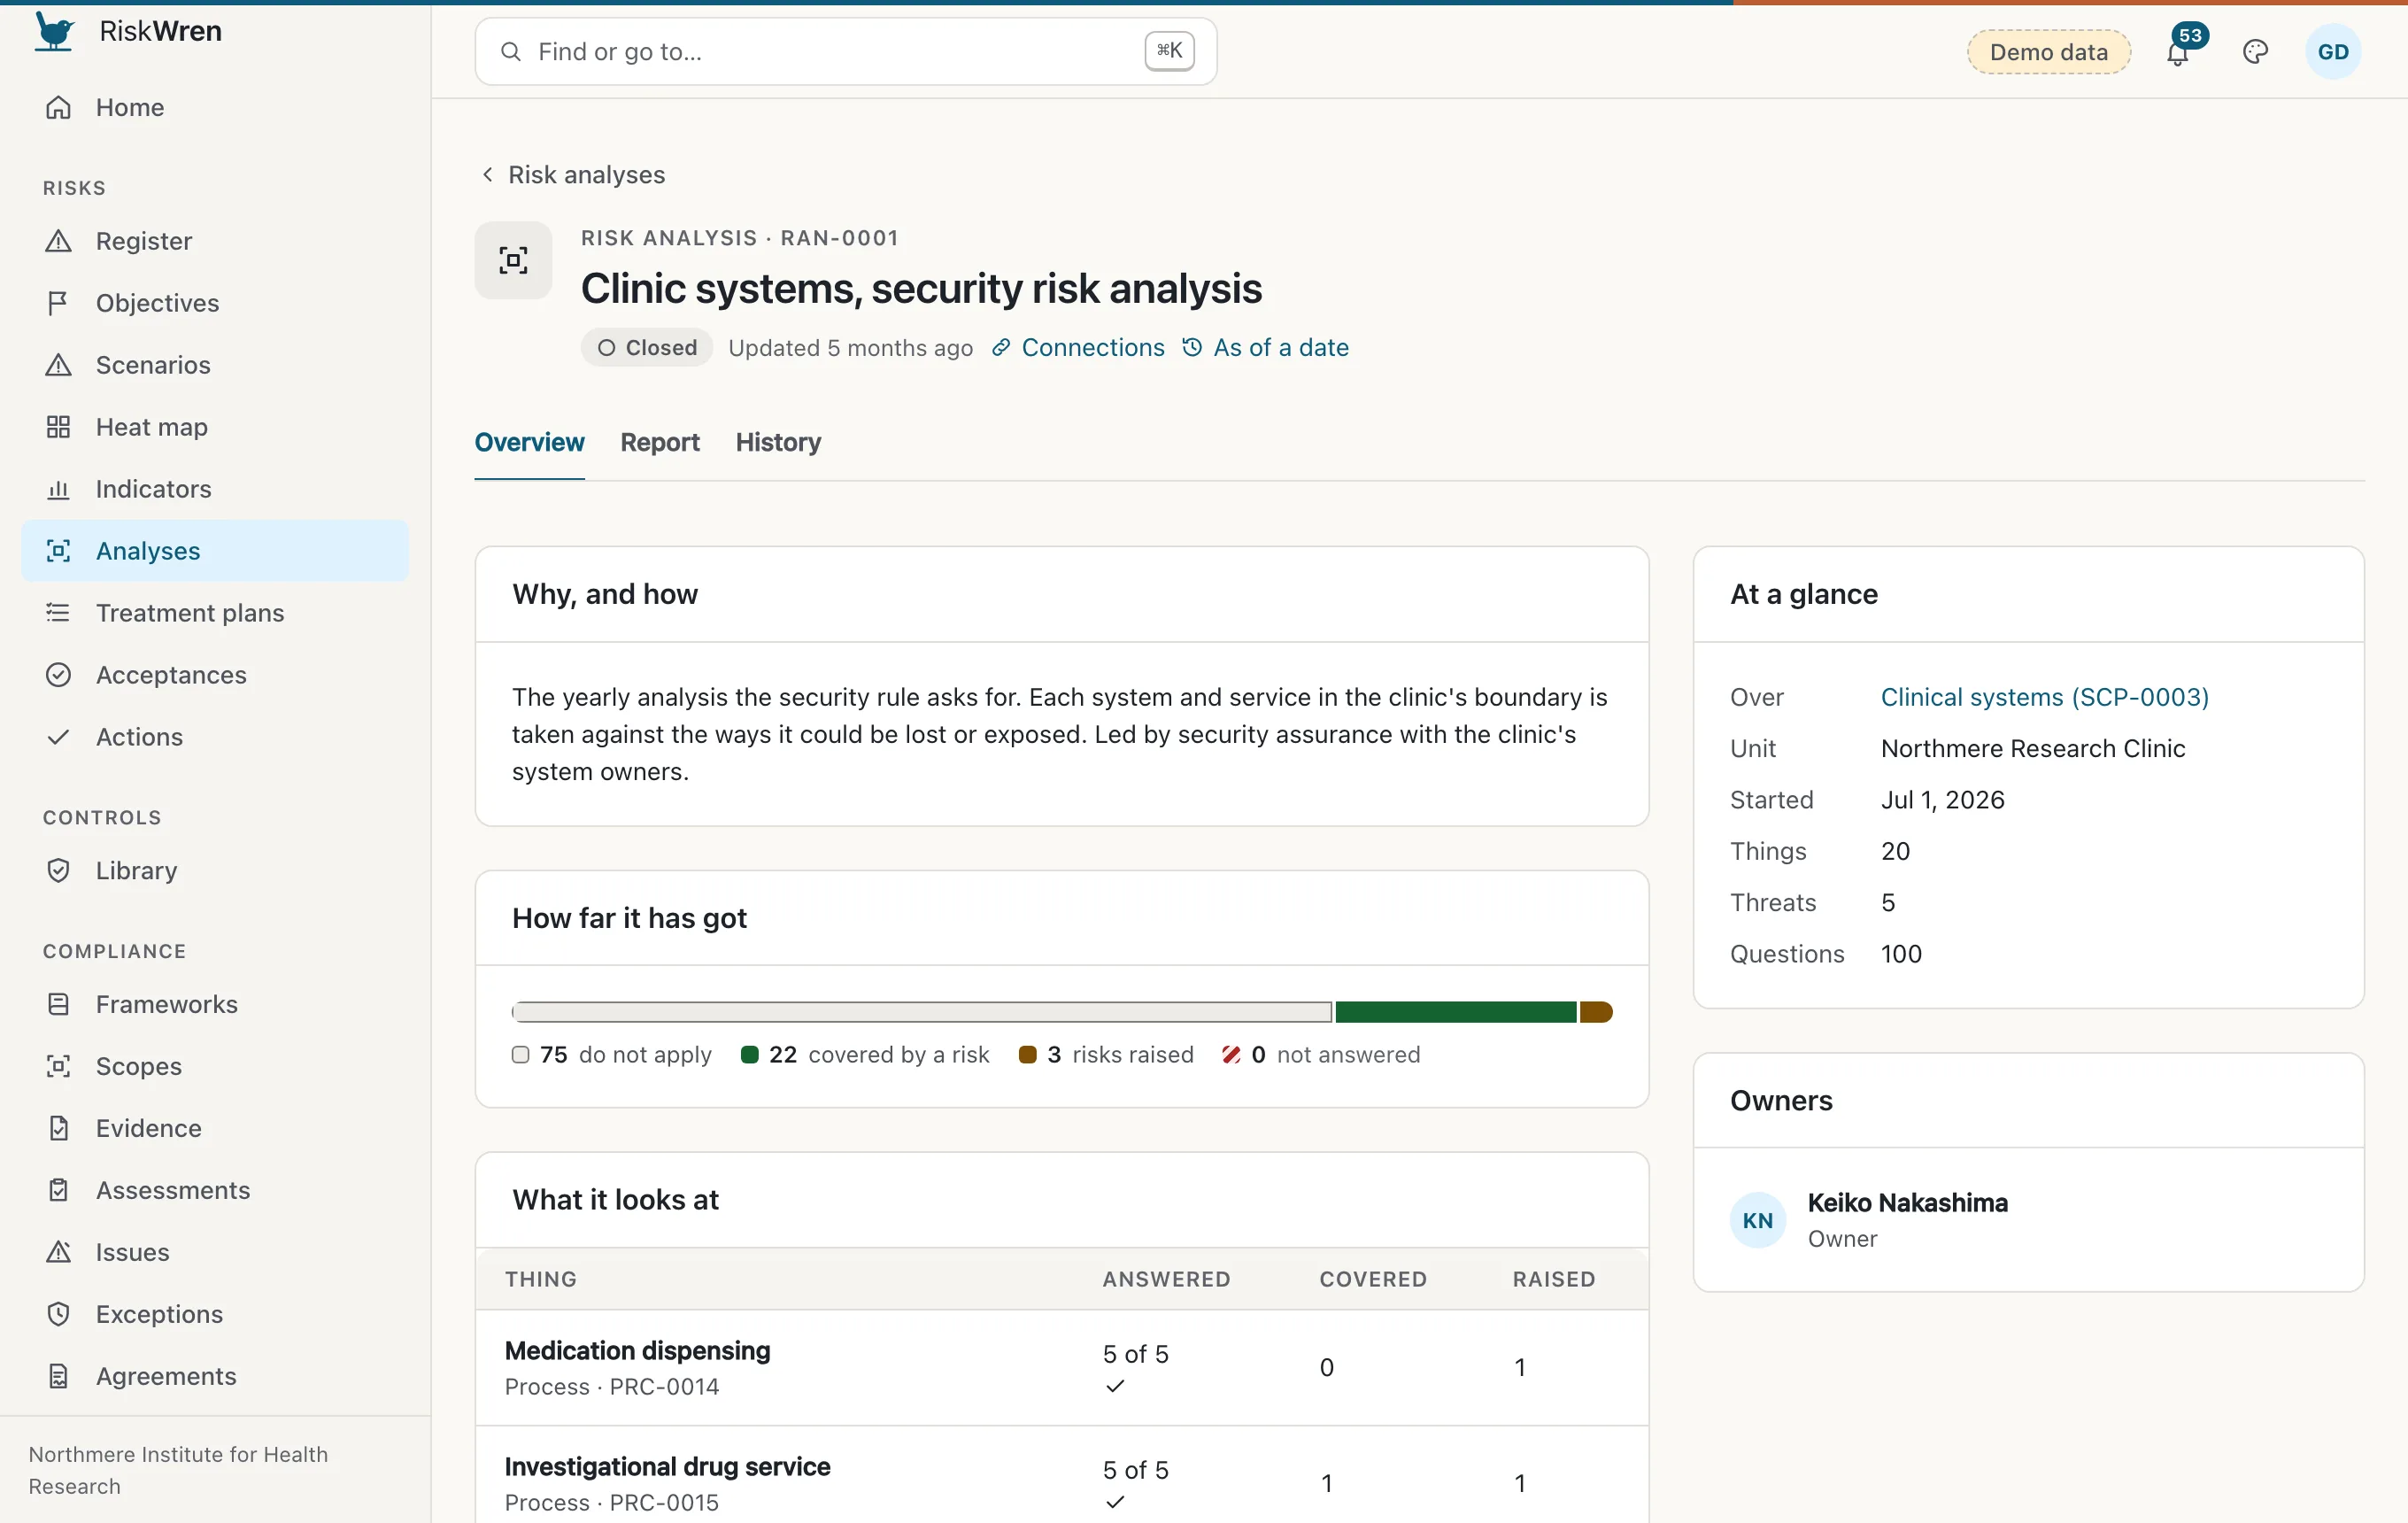 RiskWren
Find or go to...
⌘K
Demo data
53
GD
Home
RISKS
Register
Objectives
Scenarios
Heat map
Indicators
Analyses
Treatment plans
Acceptances
Actions
CONTROLS
Library
COMPLIANCE
Frameworks
Scopes
Evidence
Assessments
Issues
Exceptions
Agreements
Northmere Institute for Health
Research
Risk analyses
RISK ANALYSIS · RAN-0001
Clinic systems, security risk analysis
Closed Updated 5 months ago Connections As of a date
Overview Report History
Why, and how
The yearly analysis the security rule asks for. Each system and service in the clinic's boundary is
taken against the ways it could be lost or exposed. Led by security assurance with the clinic's
system owners.
How far it has got
75 do not apply 22 covered by a risk 3 risks raised 0 not answered
What it looks at
THING ANSWERED COVERED RAISED
Medication dispensing
Process · PRC-0014
5 of 5
0
1
Investigational drug service
Process · PRC-0015
5 of 5
1
1
At a glance
Over Clinical systems (SCP-0003)
Unit Northmere Research Clinic
Started Jul 1, 2026
Things 20
Threats 5
Questions 100
Owners
KN
Keiko Nakashima
Owner